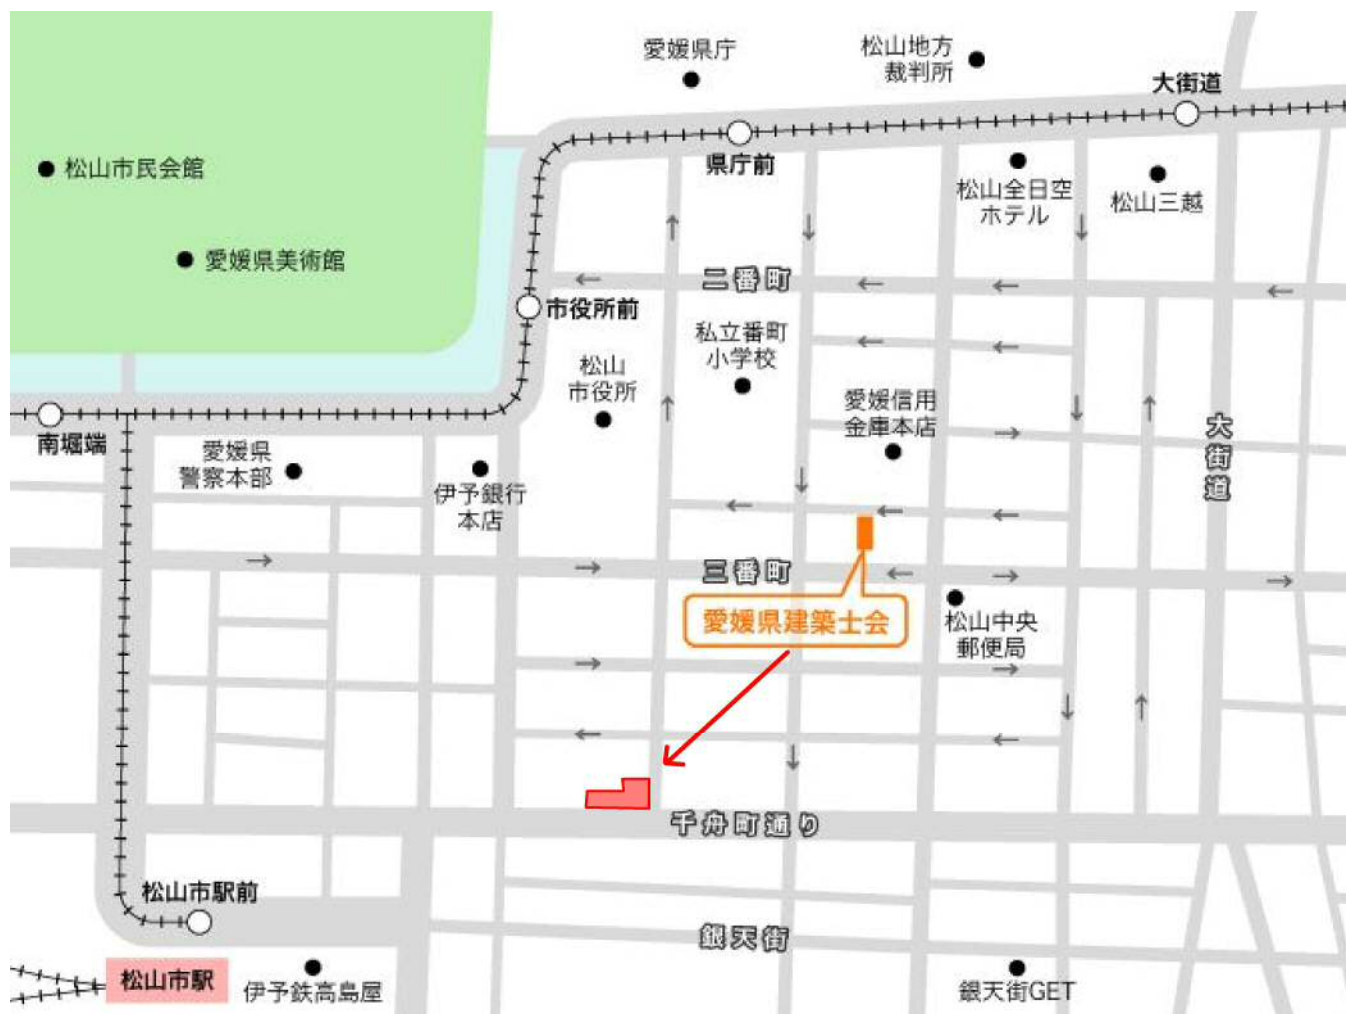 愛媛県庁
松山地方
裁判所
大街道
松山市民会館
県庁前
松山全日空
ホテル
松山三越
愛媛県美術館
二番町
市役所前
私立番町
小学校
松山
市役所
愛媛信用
金庫本店
南堀端
大街道
愛媛県
警察本部
伊予銀行
本店
三番町
愛媛県建築士会
松山中央
郵便局
千舟町通り
松山市駅前
銀天街
松山市駅
伊予鉄高島屋
銀天街GET